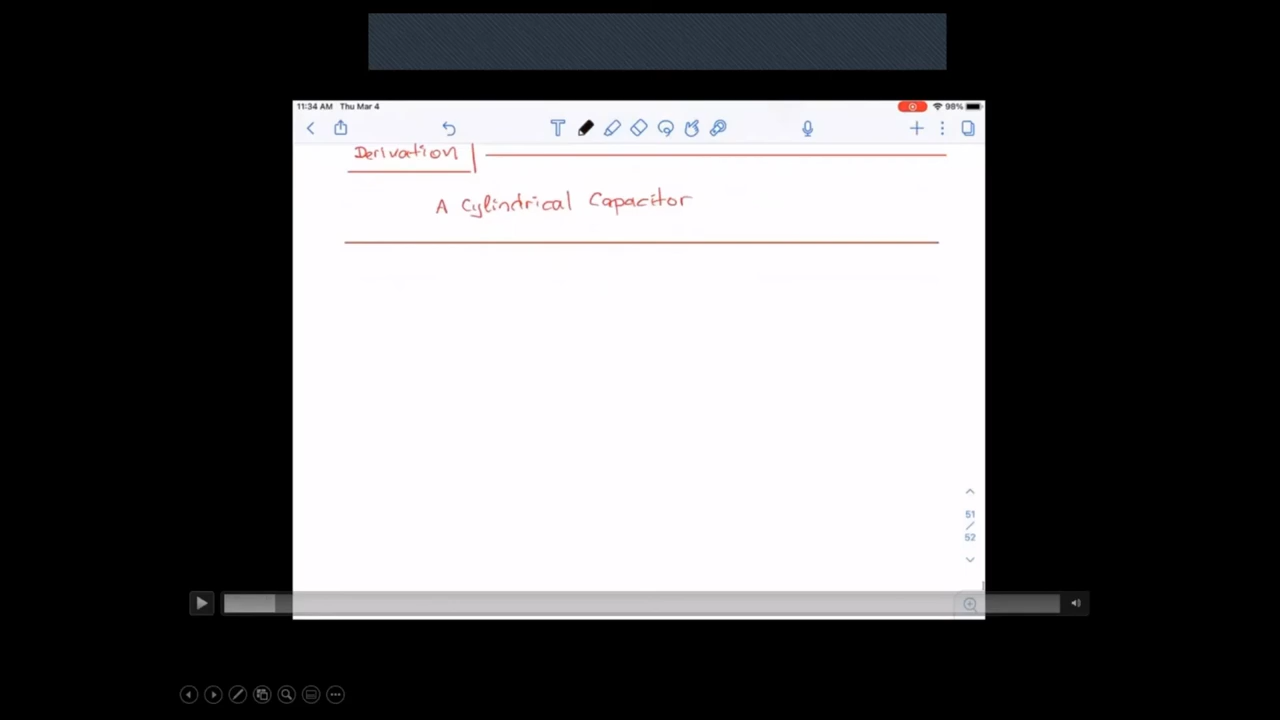 11:34 AM Thu Mar 4 98%
T
Derivation
A Cylindrical Capacitor
51
/
52